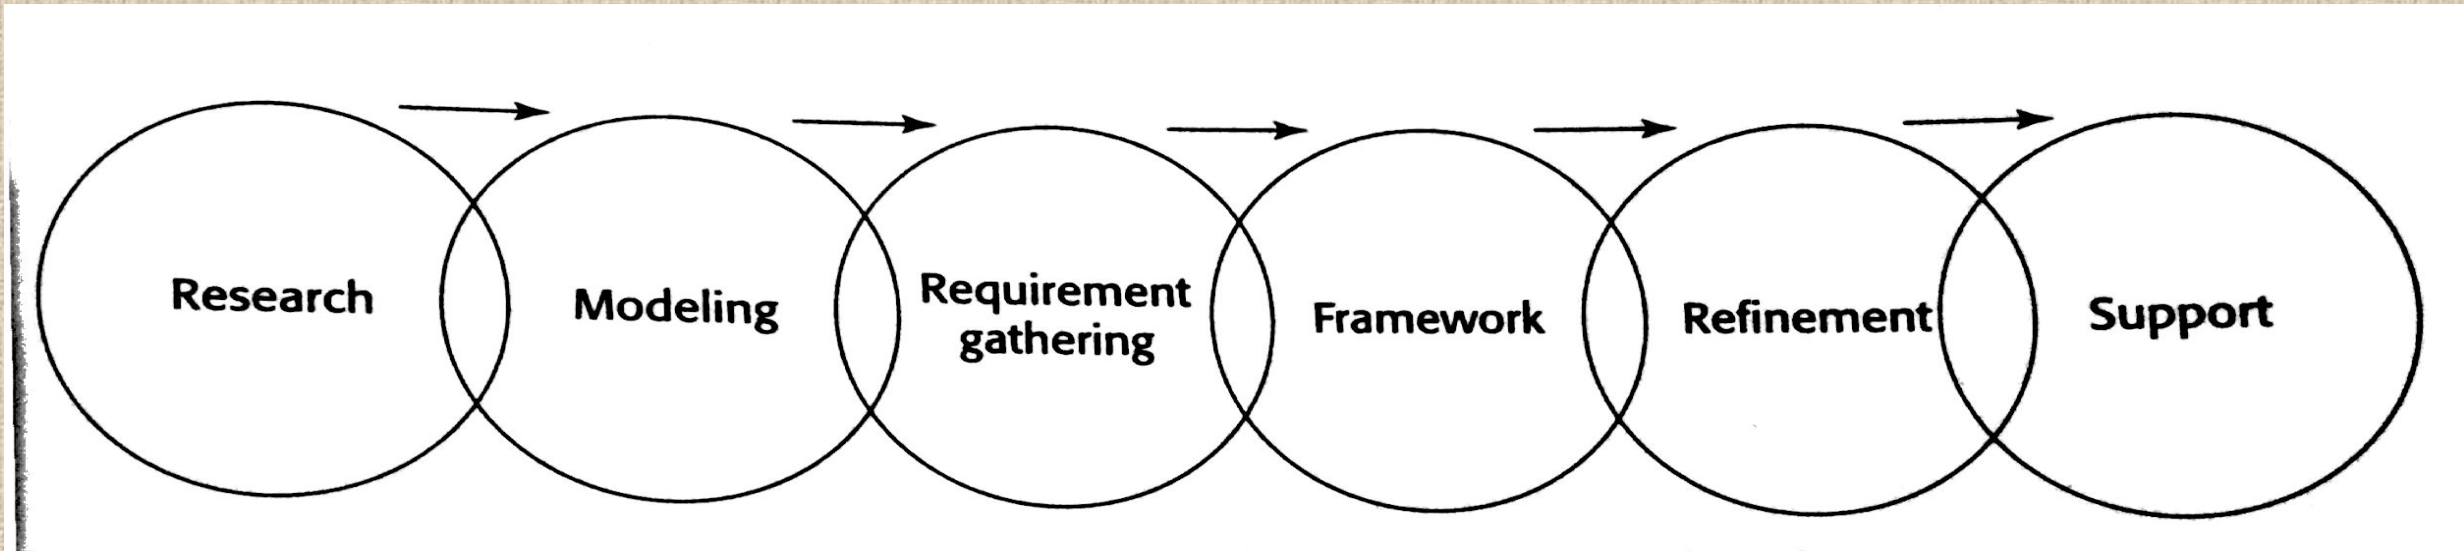 Research
Modeling
Requirement
gathering
Framework
Refinement
Support